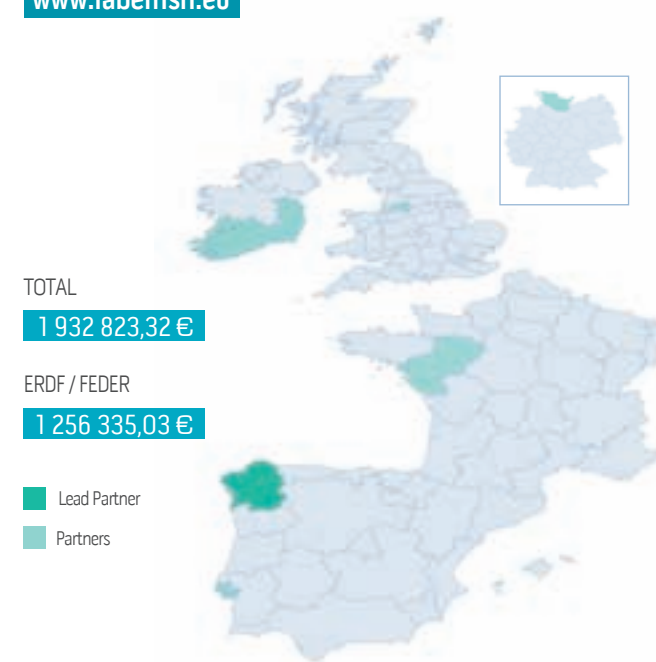 www.labelfish.eu
TOTAL
1 932 823,32 €
ERDF / FEDER
1 256 335,03 €
Lead Partner
Partners